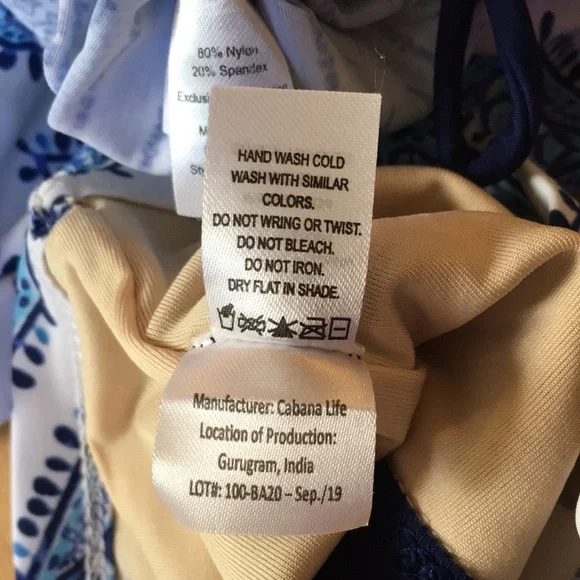 80% Nylon
20% Spandex
HAND WASH COLD
WASH WITH SIMILAR
COLORS.
DO NOT WRING OR TWIST.
DO NOT BLEACH.
DO NOT IRON.
DRY FLAT IN SHADE.
Manufacturer: Cabana Life
Location of Production:
Gurugram, India
LOT#: 100-BA20 – Sep./19